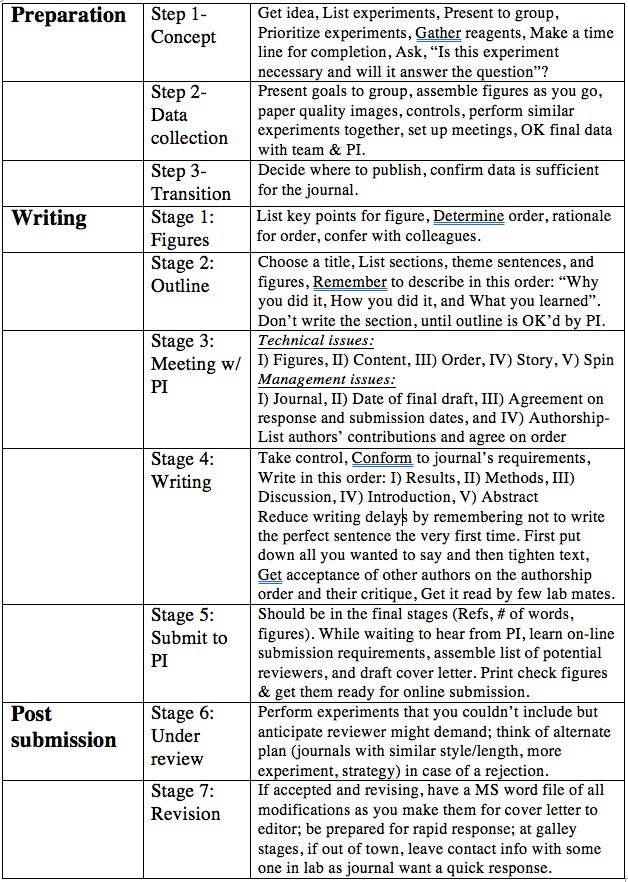 Preparation
Step 1-
Concept
Get idea, List experiments, Present to group,
Prioritize experiments, Gather reagents, Make a time
line for completion, Ask, “Is this experiment
necessary and will it answer the question”?
Step 2-
Data
collection
Present goals to group, assemble figures as you go,
paper quality images, controls, perform similar
experiments together, set up meetings, OK final data
with team & PI.
Step 3-
Transition
Decide where to publish, confirm data is sufficient
for the journal.
Writing
Stage 1:
Figures
List key points for figure, Determine order, rationale
for order, confer with colleagues.
Stage 2:
Outline
Choose a title, List sections, theme sentences, and
figures, Remember to describe in this order: “Why
you did it, How you did it, and What you learned”.
Don’t write the section, until outline is OK’d by PI.
Stage 3:
Meeting w/
PI
Technical issues:
I) Figures, II) Content, III) Order, IV) Story, V) Spin
Management issues:
I) Journal, II) Date of final draft, III) Agreement on
response and submission dates, and IV) Authorship-
List authors’ contributions and agree on order
Stage 4:
Writing
Take control, Conform to journal’s requirements,
Write in this order: I) Results, II) Methods, III)
Discussion, IV) Introduction, V) Abstract
Reduce writing delays by remembering not to write
the perfect sentence the very first time. First put
down all you wanted to say and then tighten text,
Get acceptance of other authors on the authorship
order and their critique, Get it read by few lab mates.
Stage 5:
Submit to
PI
Should be in the final stages (Refs, # of words,
figures). While waiting to hear from PI, learn on-line
submission requirements, assemble list of potential
reviewers, and draft cover letter. Print check figures
& get them ready for online submission.
Post
submission
Stage 6:
Under
review
Perform experiments that you couldn’t include but
anticipate reviewer might demand; think of alternate
plan (journals with similar style/length, more
experiment, strategy) in case of a rejection.
Stage 7:
Revision
If accepted and revising, have a MS word file of all
modifications as you make them for cover letter to
editor; be prepared for rapid response; at galley
stages, if out of town, leave contact info with some
one in lab as journal want a quick response.